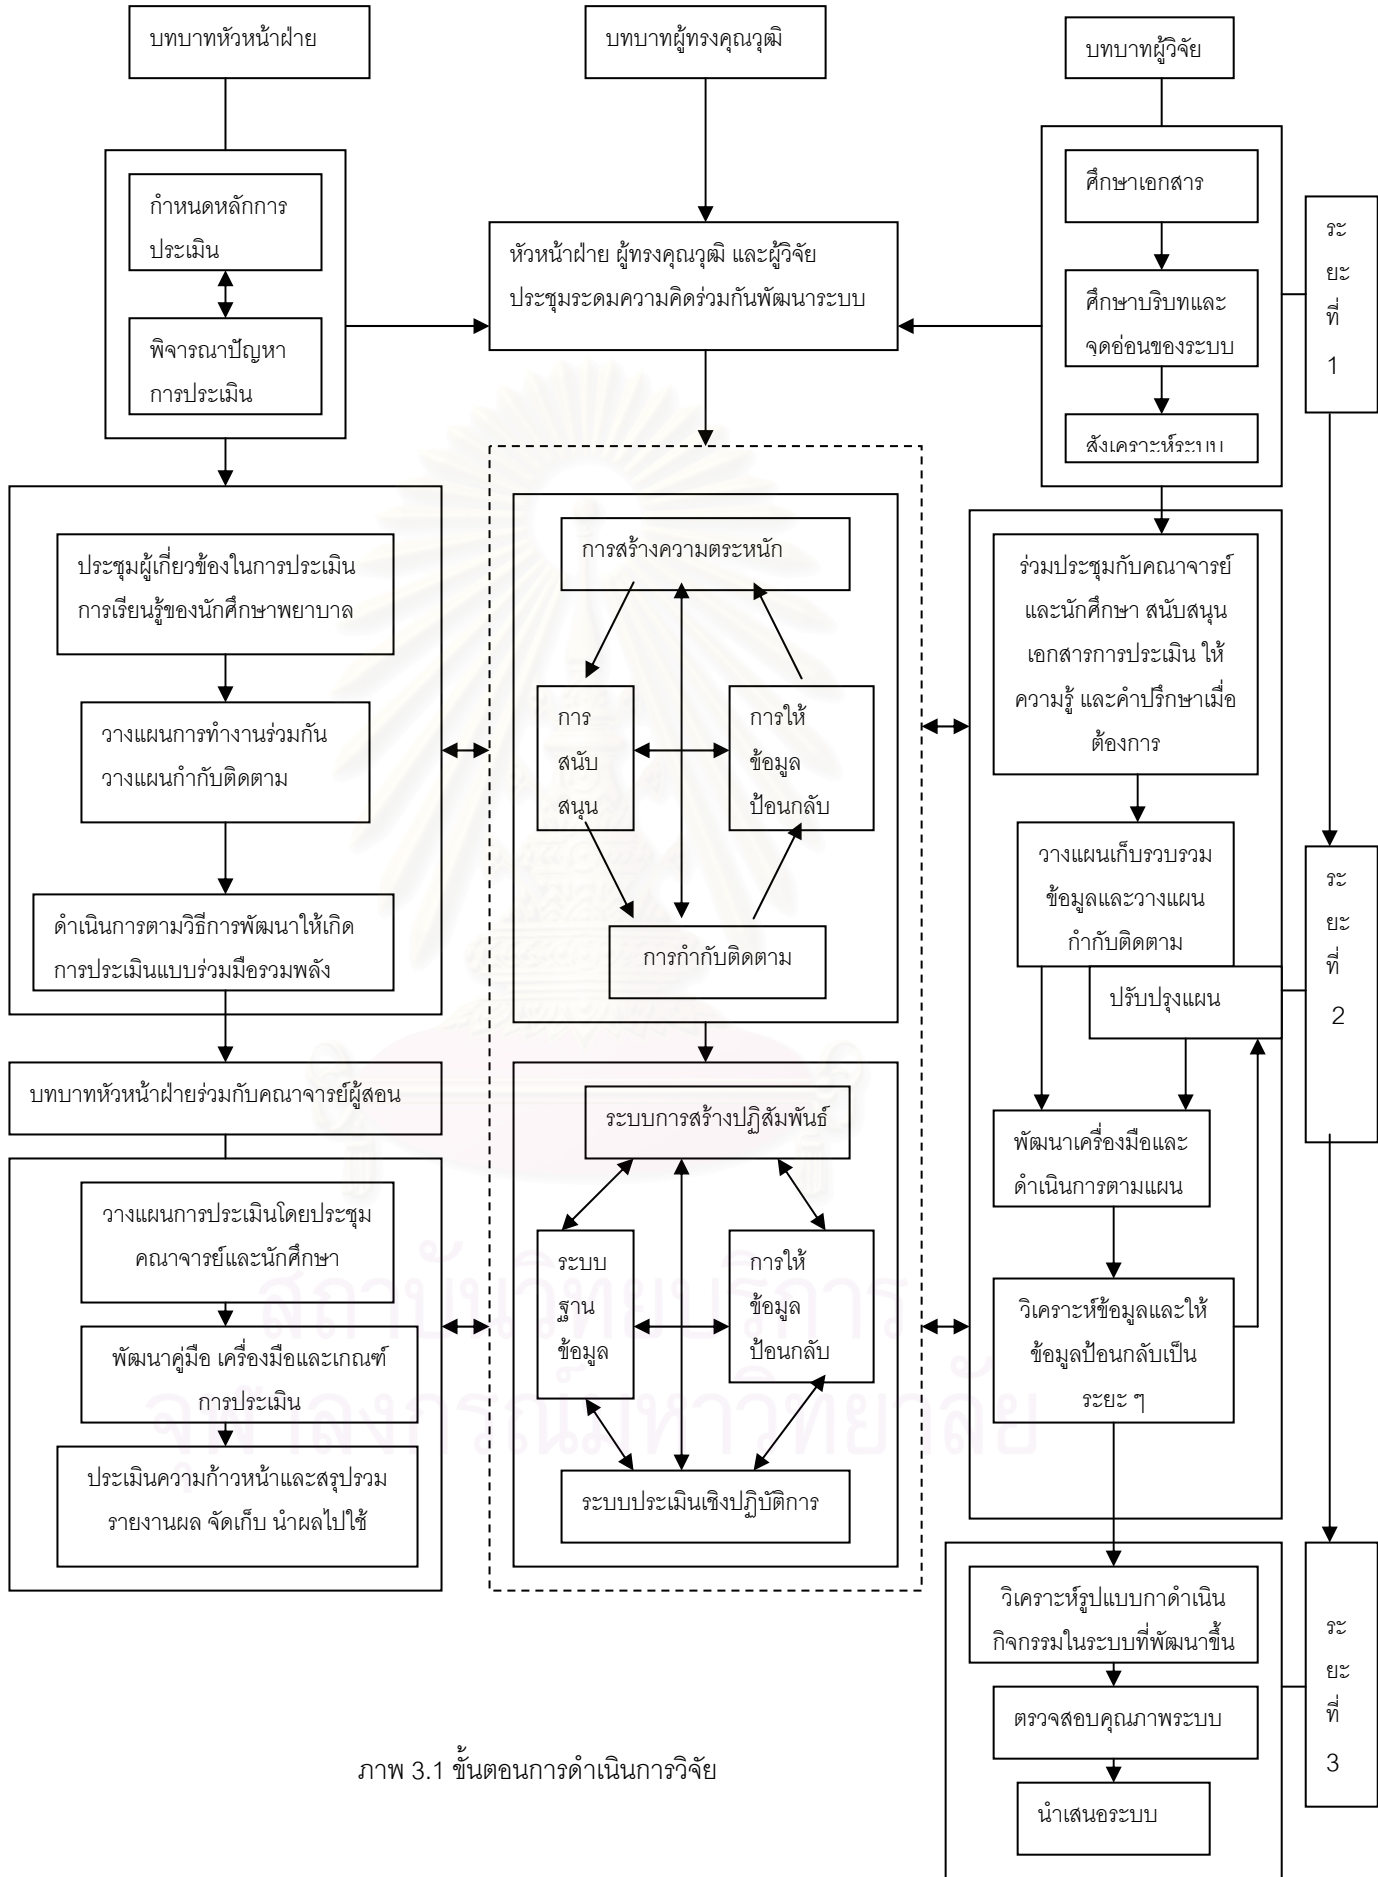 บทบาทหัวหน้าฝ่าย
บทบาทผู้ทรงคุณวุฒิ
บทบาทผู้วิจัย
กำหนดหลักการ
ประเมิน
พิจารณาปัญหา
การประเมิน
หัวหน้าฝ่าย ผู้ทรงคุณวุฒิ และผู้วิจัย
ประชุมระดมความคิดร่วมกันพัฒนาระบบ
ศึกษาเอกสาร
ศึกษาบริบทและ
จุดอ่อนของระบบ
สังเคราะห์ระบบ
ระ
ยะ
ที่
1
ประชุมผู้เกี่ยวข้องในการประเมิน
การเรียนรู้ของนักศึกษาพยาบาล
วางแผนการทำงานร่วมกัน
วางแผนกำกับติดตาม
ดำเนินการตามวิธีการพัฒนาให้เกิด
การประเมินแบบร่วมมือรวมพลัง
การสร้างความตระหนัก
การ
สนับ
สนุน
การให้
ข้อมูล
ป้อนกลับ
การกำกับติดตาม
ร่วมประชุมกับคณาจารย์
และนักศึกษา สนับสนุน
เอกสารการประเมิน ให้
ความรู้ และคำปรึกษาเมื่อ
ต้องการ
วางแผนเก็บรวบรวม
ข้อมูลและวางแผน
กำกับติดตาม
ปรับปรุงแผน
ระ
ยะ
ที่
2
บทบาทหัวหน้าฝ่ายร่วมกับคณาจารย์ผู้สอน
วางแผนการประเมินโดยประชุม
คณาจารย์และนักศึกษา
พัฒนาคู่มือ เครื่องมือและเกณฑ์
การประเมิน
ประเมินความก้าวหน้าและสรุปรวม
รายงานผล จัดเก็บ นำผลไปใช้
ระบบการสร้างปฏิสัมพันธ์
ระบบ
ฐาน
ข้อมูล
การให้
ข้อมูล
ป้อนกลับ
ระบบประเมินเชิงปฏิบัติการ
พัฒนาเครื่องมือและ
ดำเนินการตามแผน
วิเคราะห์ข้อมูลและให้
ข้อมูลป้อนกลับเป็น
ระยะ ๆ
วิเคราะห์รูปแบบกาดำเนิน
กิจกรรมในระบบที่พัฒนาขึ้น
ตรวจสอบคุณภาพระบบ
นำเสนอระบบ
ระ
ยะ
ที่
3
สถาบันวิทยบริการ
จุฬาลงกรณ์มหาวิทยาลัย
ภาพ 3.1 ขั้นตอนการดำเนินการวิจัย